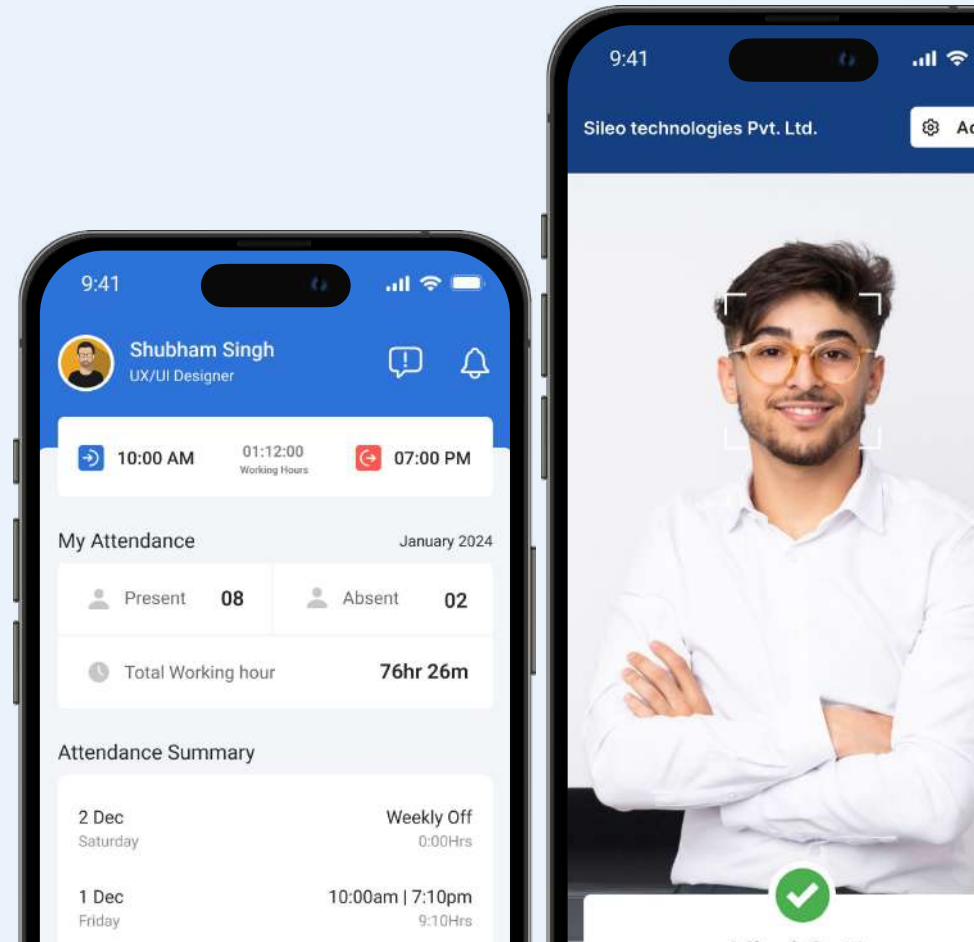 9:41
Sileo technologies Pvt. Ltd.
9:41
Shubham Singh
UX/UI Designer
10:00 AM
01:12:00
Working Hours
07:00 PM
My Attendance
January 2024
Present 08
Absent 02
Total Working hour
76hr 26m
Attendance Summary
2 Dec
Weekly Off
Saturday
0:00Hrs
1 Dec
10:00am | 7:10pm
Friday
9:10Hrs